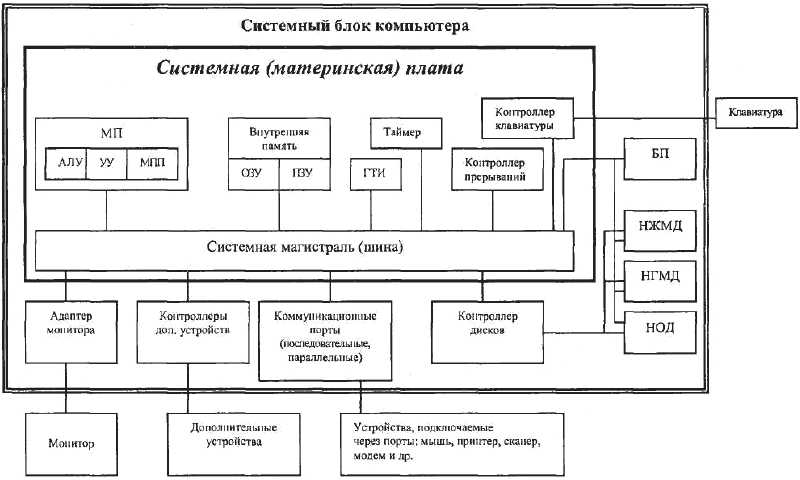 Системный блок компьютера
Системная (материнская) плата
МП
АЛУ УУ МПП
Внутренняя
память
ОЗУ ПЗУ
Таймер
ГТИ
Контроллер
клавиатуры
Контроллер
прерываний
Клавиатура
БП
НЖМД
НГМД
НОД
Системная магистраль (шина)
Адаптер
монитора
Контроллеры
доп. устройств
Коммуникационные
порты
(последовательные,
параллельные)
Контроллер
дисков
Монитор
Дополнительные
устройства
Устройства, подключаемые
через порты: мышь, принтер, сканер,
модем и др.